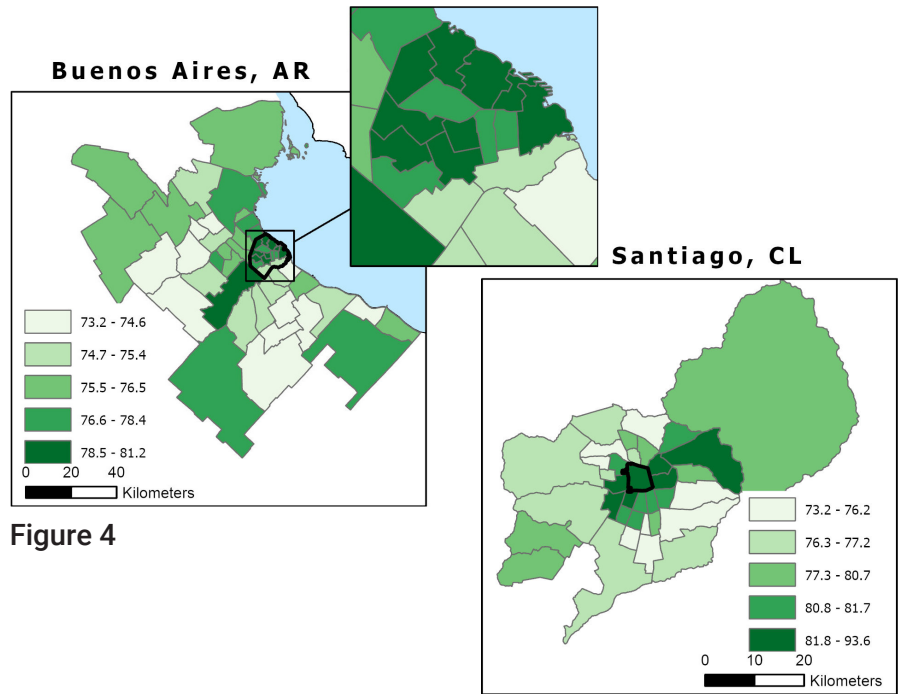 Buenos Aires, AR
73.2 - 74.6
74.7 - 75.4
75.5 - 76.5
76.6 - 78.4
78.5 - 81.2
0 20 40
Kilometers
Figure 4
Santiago, CL
73.2 - 76.2
76.3 - 77.2
77.3 - 80.7
80.8 - 81.7
81.8 - 93.6
0 10 20
Kilometers